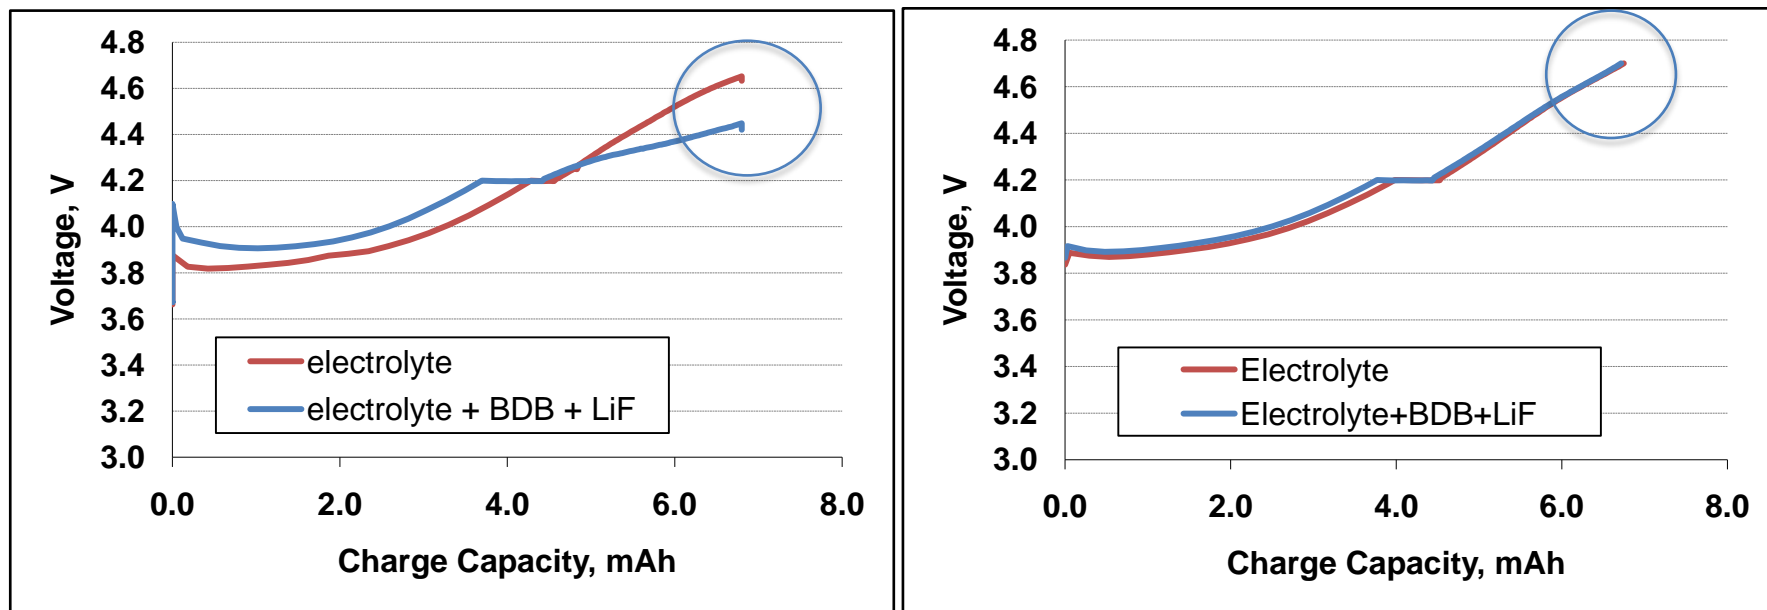 4.8
4.6
4.4
4.2
4.0
3.8
3.6
3.4
3.2
3.0
Voltage, V
electrolyte
electrolyte + BDB + LiF
0.0 2.0 4.0 6.0 8.0
Charge Capacity, mAh
4.8
4.6
4.4
4.2
4.0
3.8
3.6
3.4
3.2
3.0
Voltage, V
Electrolyte
Electrolyte+BDB+LiF
0.0 2.0 4.0 6.0 8.0
Charge Capacity, mAh